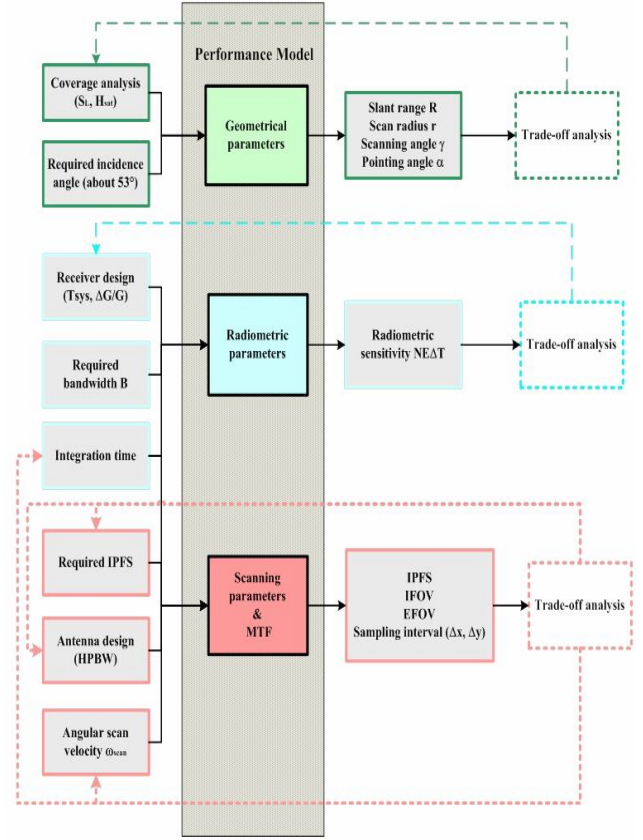 Performance Model
Coverage analysis
(SL, Hsat)
Required incidence
angle (about 53°)
Geometrical
parameters
Slant range R
Scan radius r
Scanning angle γ
Pointing angle α
Trade-off analysis
Receiver design
(Tsys, ΔG/G)
Required
bandwidth B
Integration time
Radiometric
parameters
Radiometric
sensitivity NEΔT
Trade-off analysis
Required IPFS
Antenna design
(HPBW)
Angular scan
velocity ωscan
Scanning
parameters
&
MTF
IPFS
IFOV
EFOV
Sampling interval (Δx, Δy)
Trade-off analysis